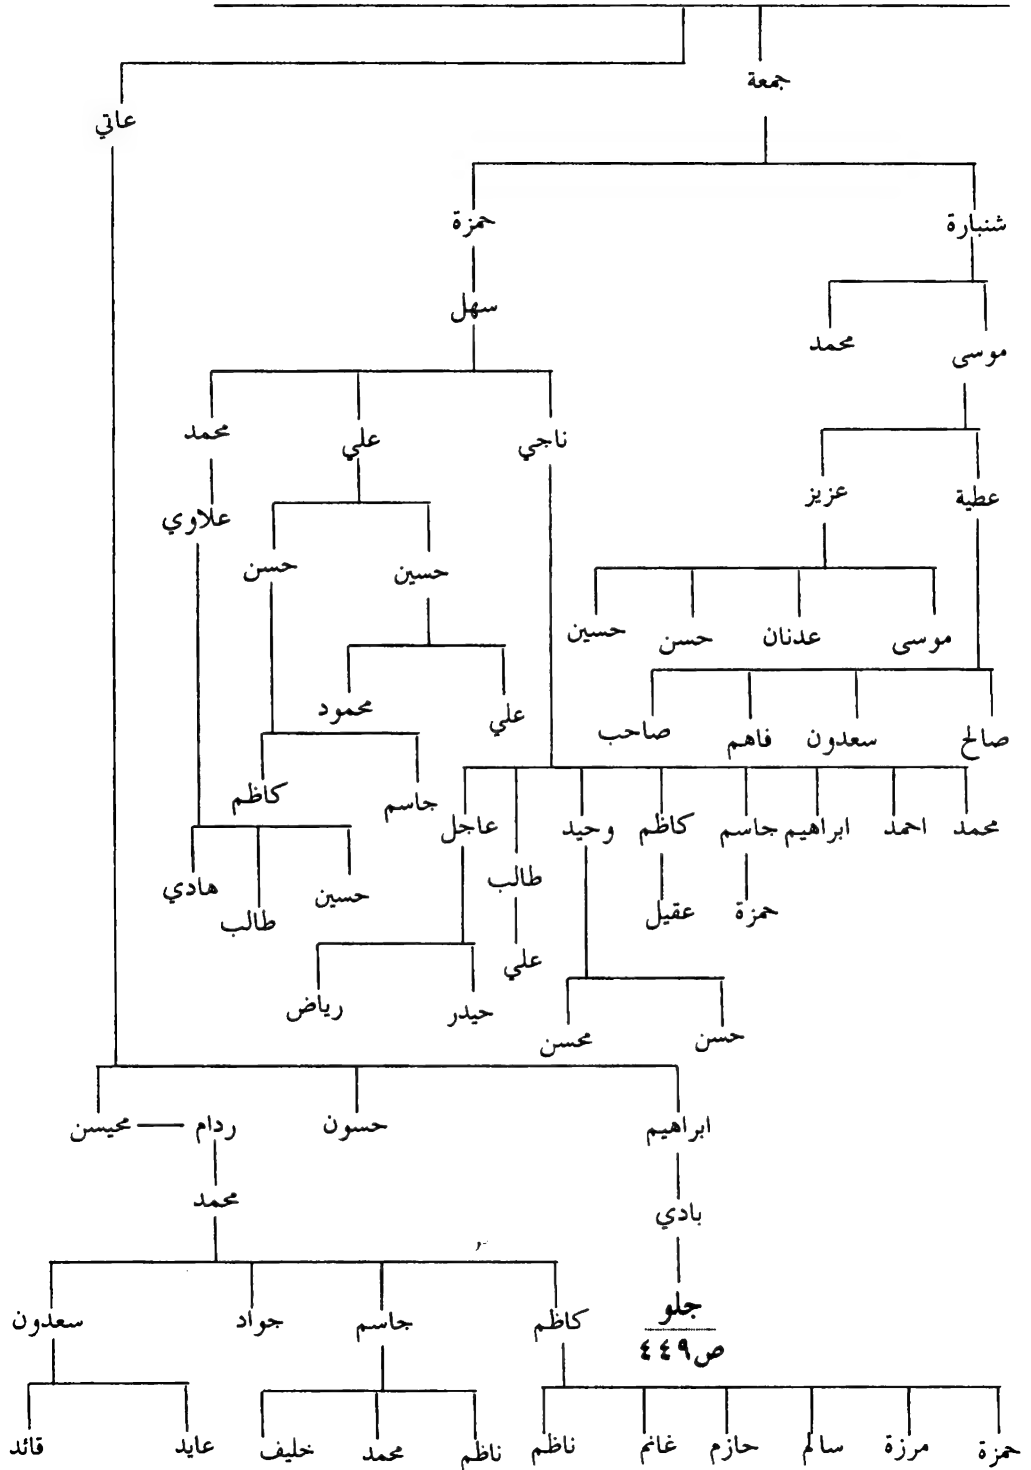 جمعة
عاتي
حمزة شنبارة
سهل
محمد
موسى
محمد علي ناجي
عزيز عطية
علاوي
حسن حسين
حسين حسن عدنان موسى
محمود علي
صاحب فاهم سعدون صالح
كاظم جاسم
محمد احمد ابراهيم جاسم كاظم وحيد عاجل
طالب
هادي طالب حسين
حمزة عقيل
علي
رياض حيدر
حسن محسن
ابراهيم حسون ردام محيسن
محمد
بادي
جلو
ص٤٤٩
كاظم جاسم جواد سعدون
حمزة مرزة سالم حازم غانم ناظم ناظم محمد خليف عايد قائد